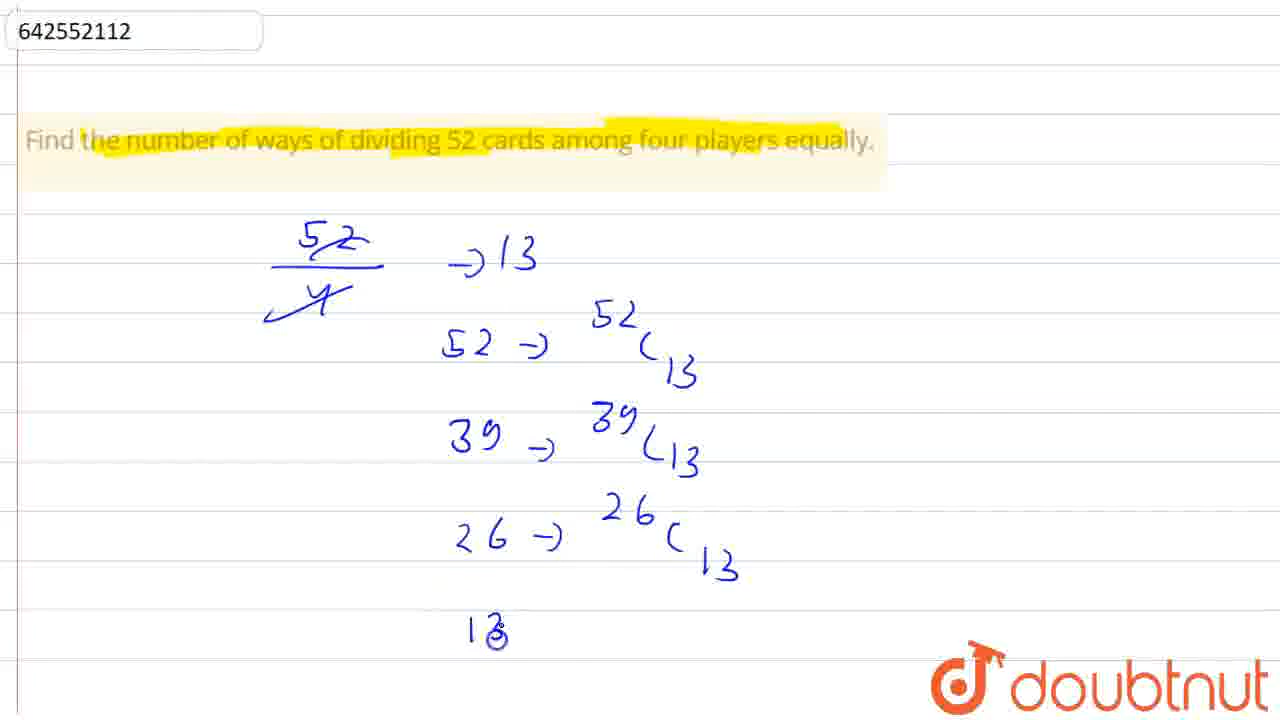 642552112
Find the number of ways of dividing 52 cards among four players equally.
52
4
→ 13
52 → 52C13
39 → 39C13
26 → 26C13
13
doubtnut